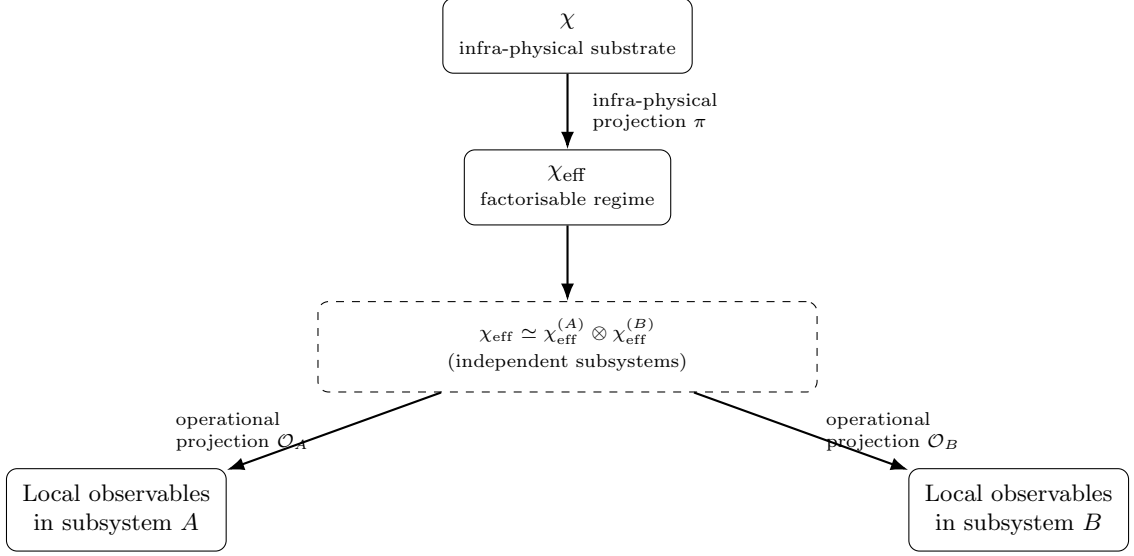 χ
infra-physical substrate
infra-physical
projection π
χ_eff
factorisable regime
χ_eff ≃ χ_eff^(A) ⊗ χ_eff^(B)
(independent subsystems)
operational
projection 𝒪_A
operational
projection 𝒪_B
Local observables
in subsystem A
Local observables
in subsystem B